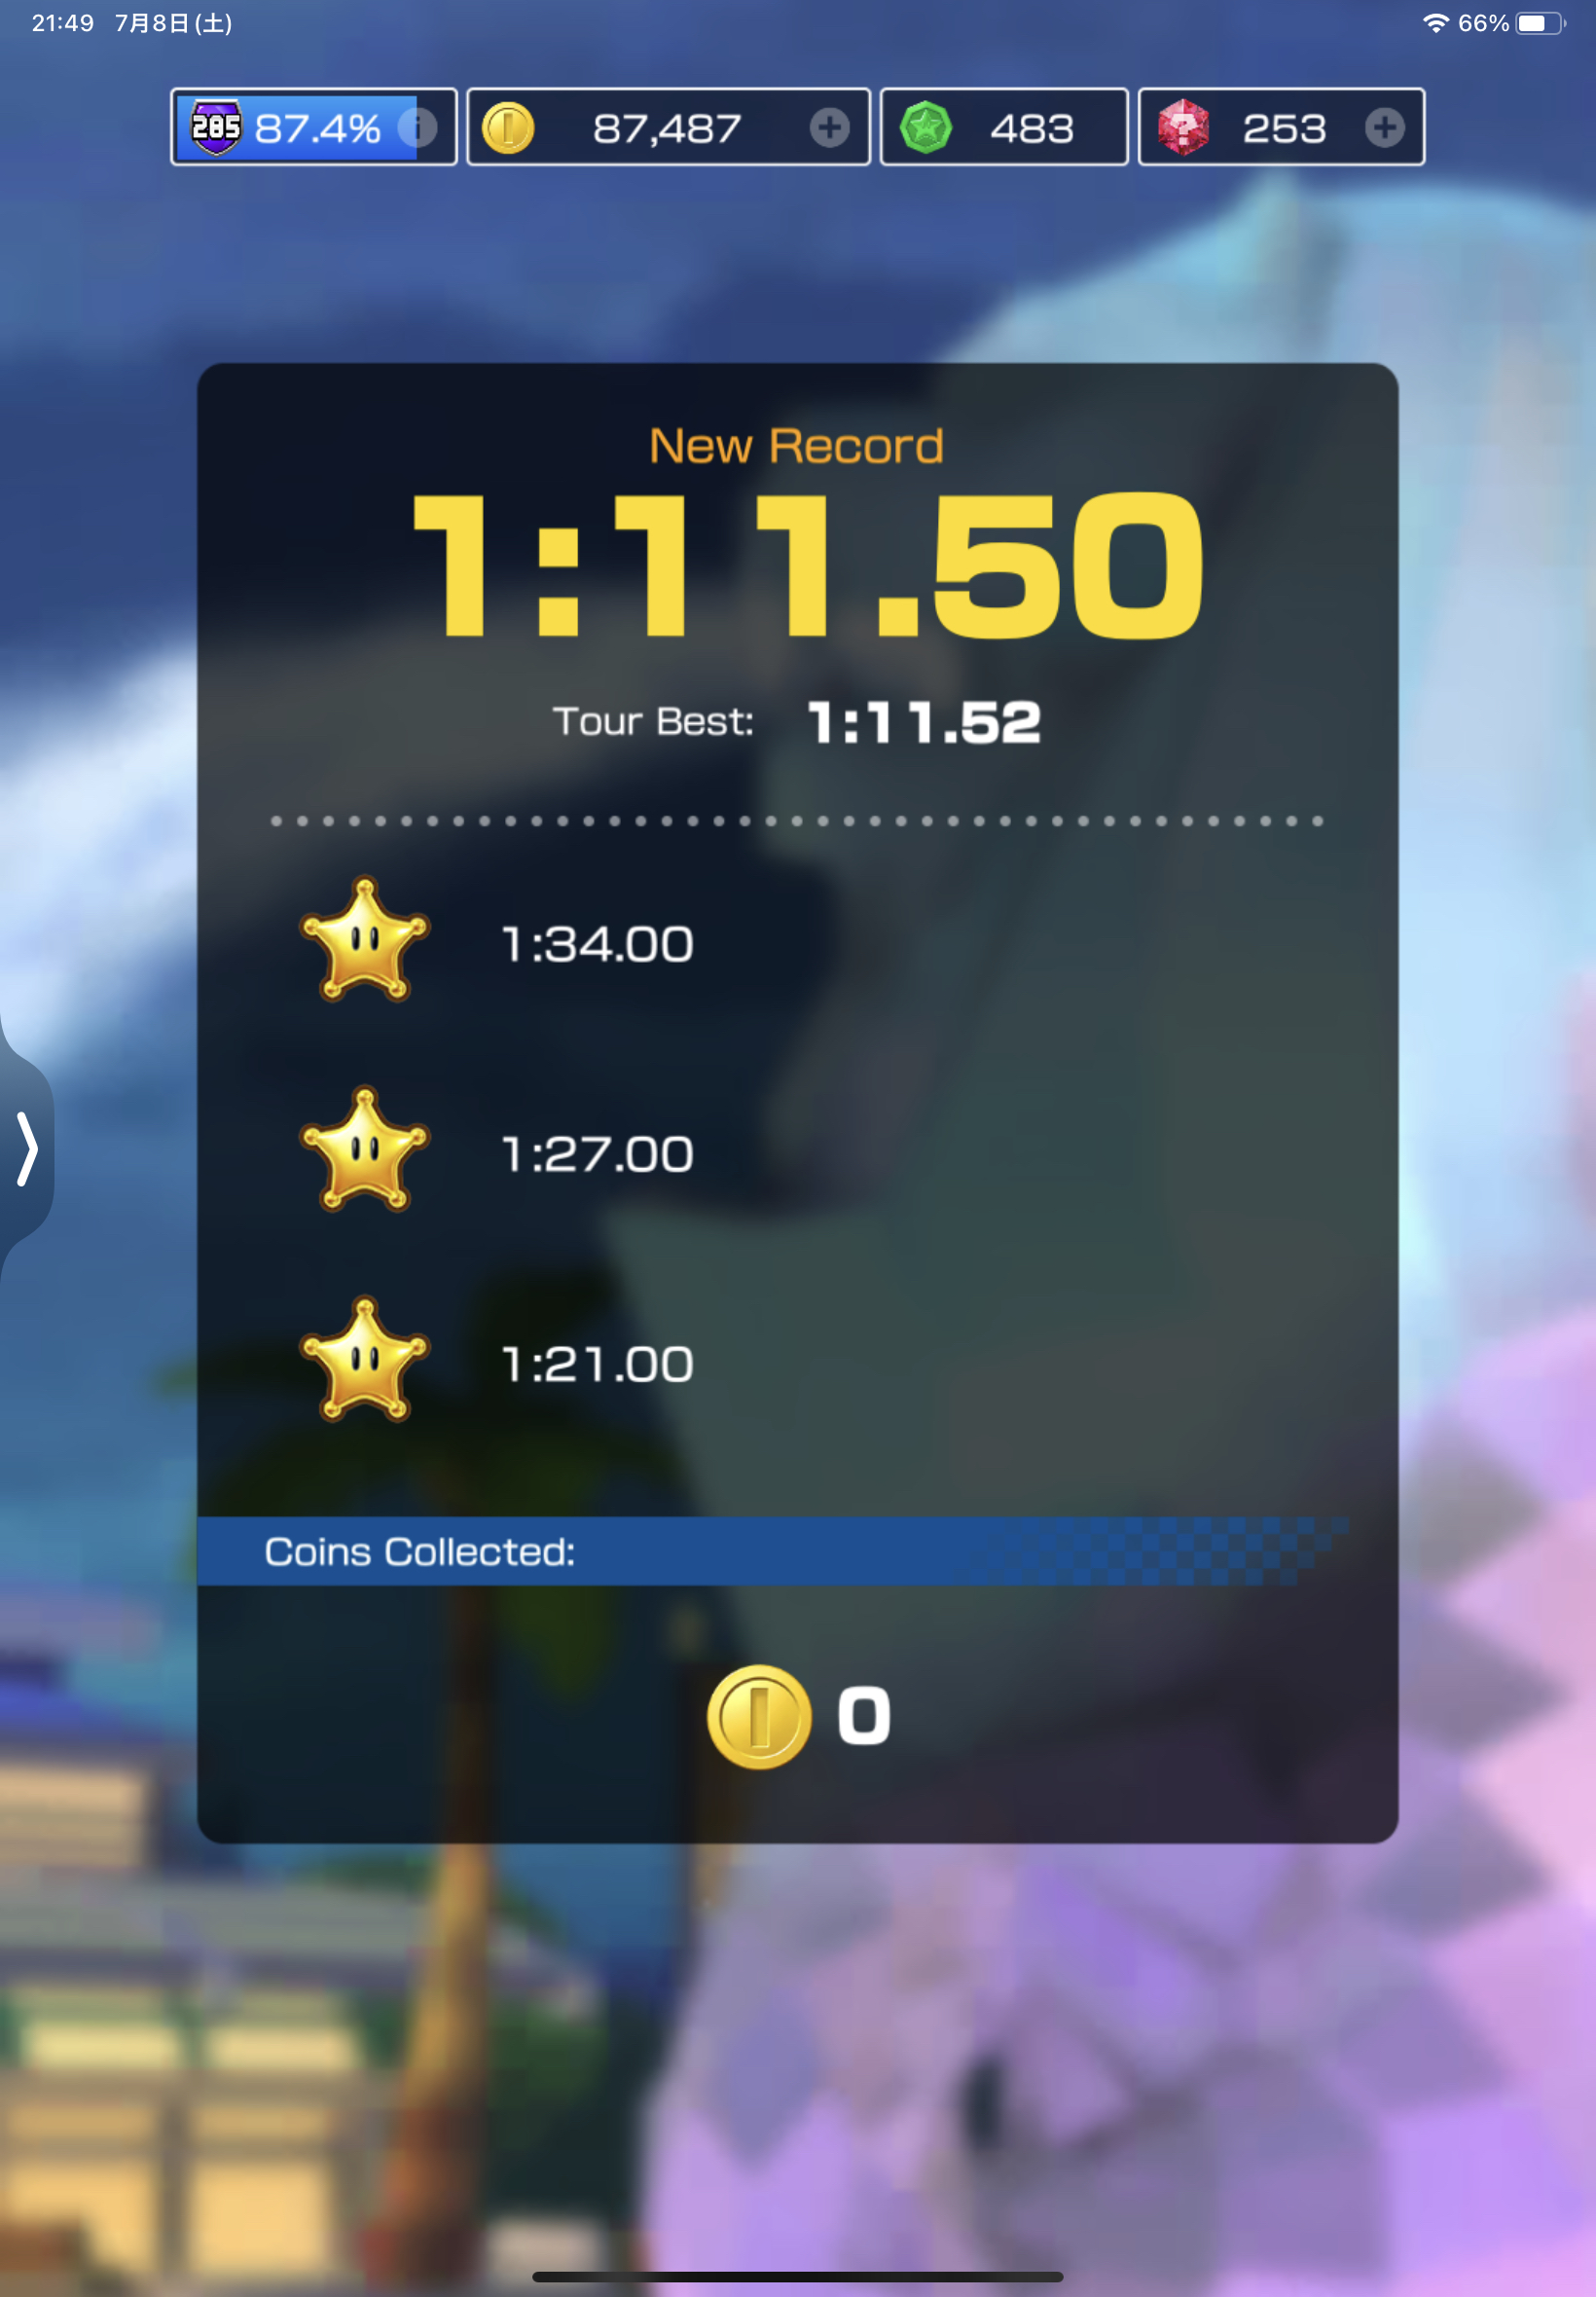 21:49 7月8日(土) 66%
285 87.4% i 87,487 + 483 ? 253 +
New Record
1:11.50
Tour Best: 1:11.52
1:34.00
1:27.00
1:21.00
Coins Collected:
0